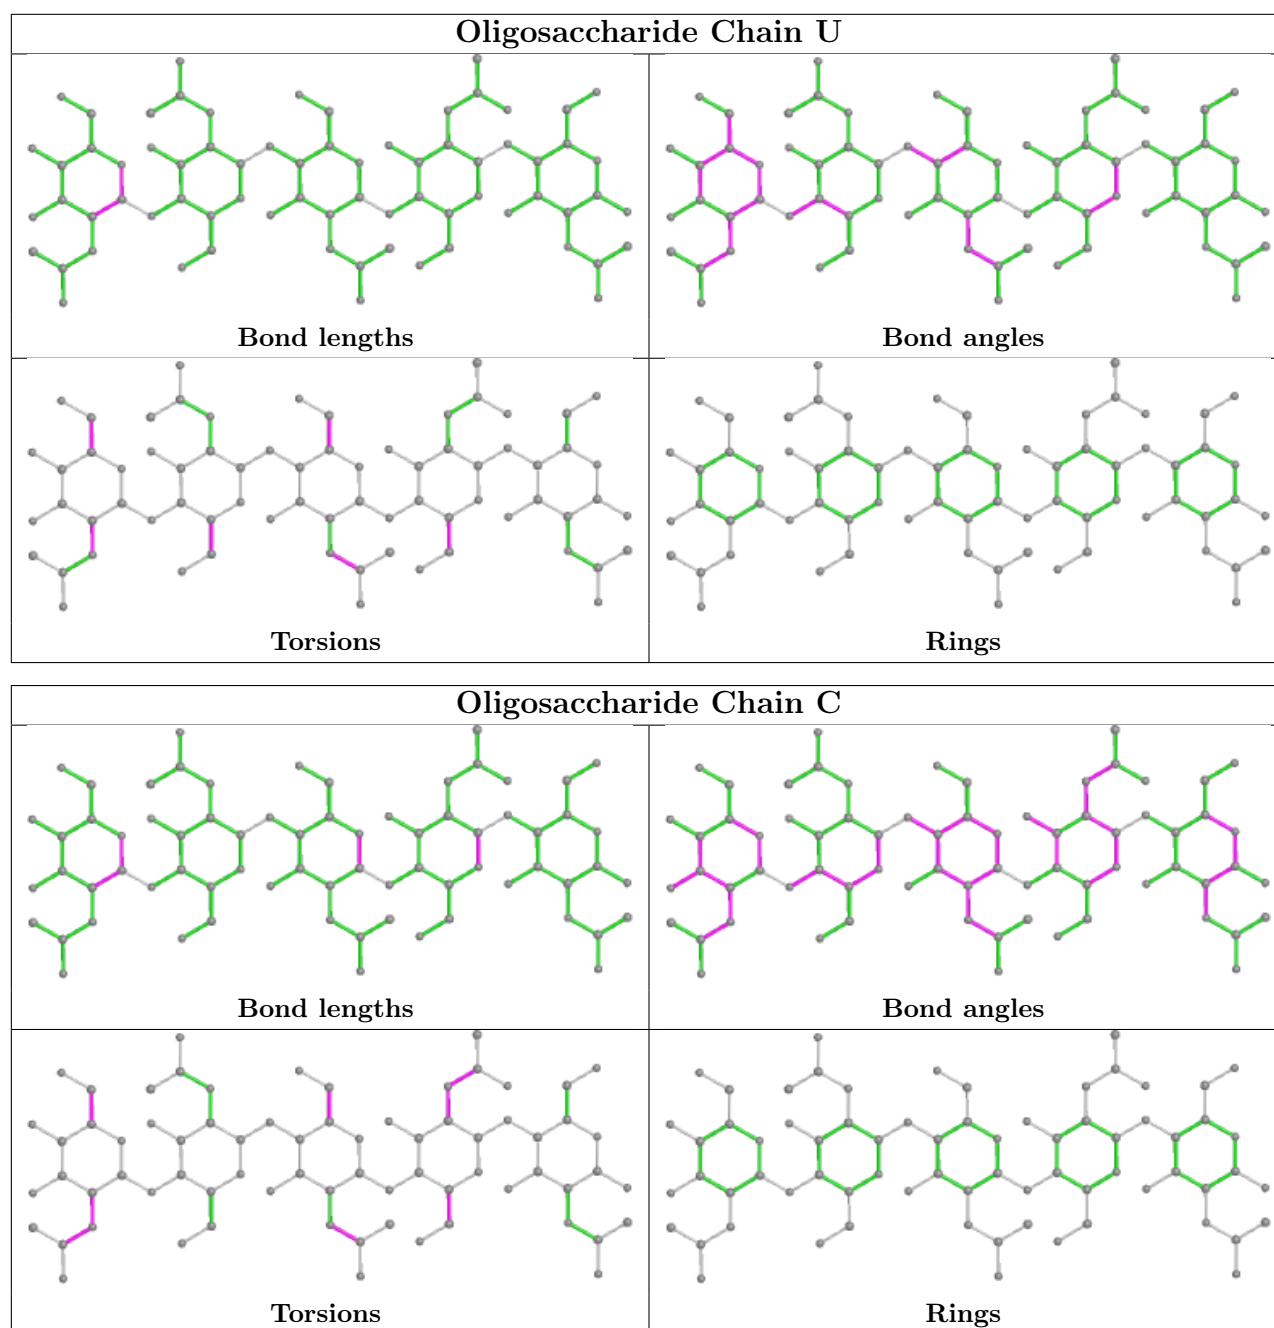 Oligosaccharide Chain U
Bond lengths
Bond angles
Torsions
Rings
Oligosaccharide Chain C
Bond lengths
Bond angles
Torsions
Rings